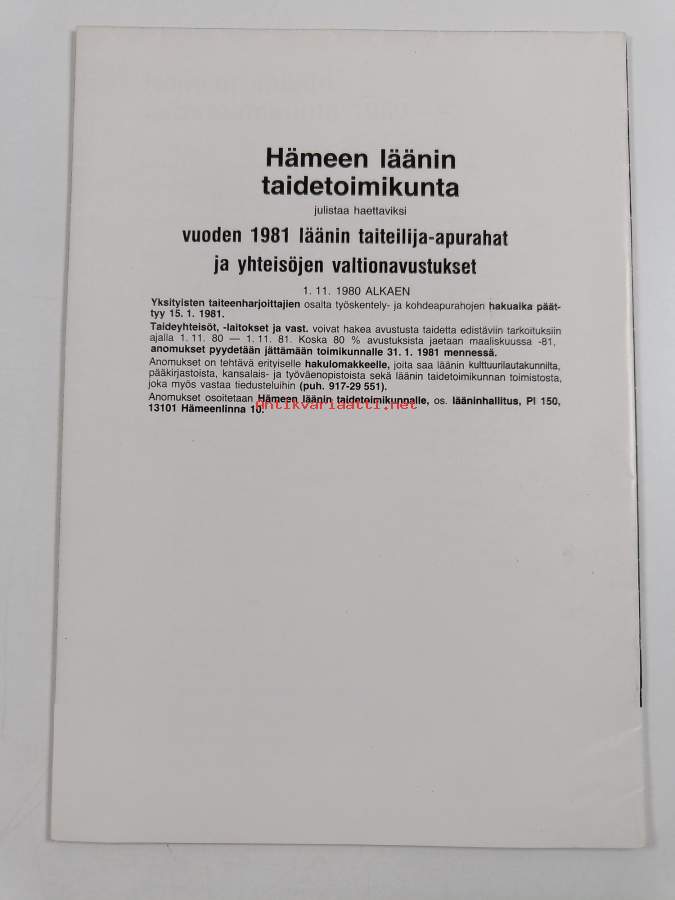 Hämeen läänin
taidetoimikunta
julistaa haettaviksi
vuoden 1981 läänin taiteilija-apurahat
ja yhteisöjen valtionavustukset
1. 11. 1980 ALKAEN
Yksityisten taiteenharjoittajien osalta työskentely- ja kohdeapurahojen hakuaika päät-
tyy 15. 1. 1981.
Taideyhteisöt, -laitokset ja vast. voivat hakea avustusta taidetta edistäviin tarkoituksiin
ajalla 1. 11. 80 — 1. 11. 81. Koska 80 % avustuksista jaetaan maaliskuussa -81,
anomukset pyydetään jättämään toimikunnalle 31. 1. 1981 mennessä.
Anomukset on tehtävä erityiselle hakulomakkeelle, joita saa läänin kulttuurilautakunnilta,
pääkirjastoista, kansalais- ja työväenopistoista sekä läänin taidetoimikunnan toimistosta,
joka myös vastaa tiedusteluihin (puh. 917-29 551).
Anomukset osoitetaan Hämeen läänin taidetoimikunnalle, os. lääninhallitus, Pl 150,
13101 Hämeenlinna 10.
Antikvariaatti.net